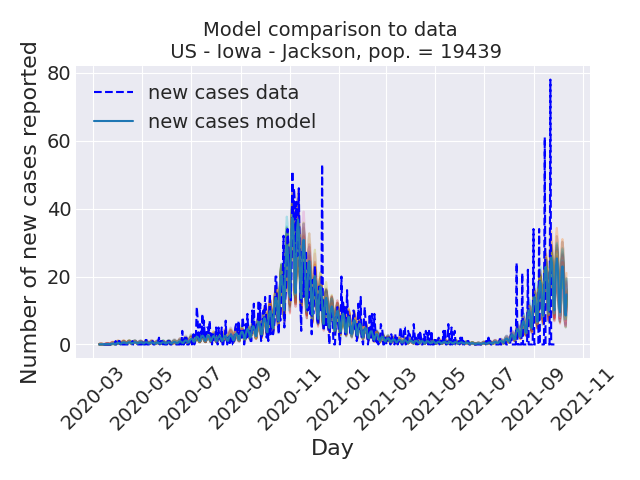 Model comparison to data
US - Iowa - Jackson, pop. = 19439
Number of new cases reported
80
60
40
20
0
new cases data
new cases model
2020-03
2020-05
2020-07
2020-09
2020-11
2021-01
2021-03
2021-05
2021-07
2021-09
2021-11
Day